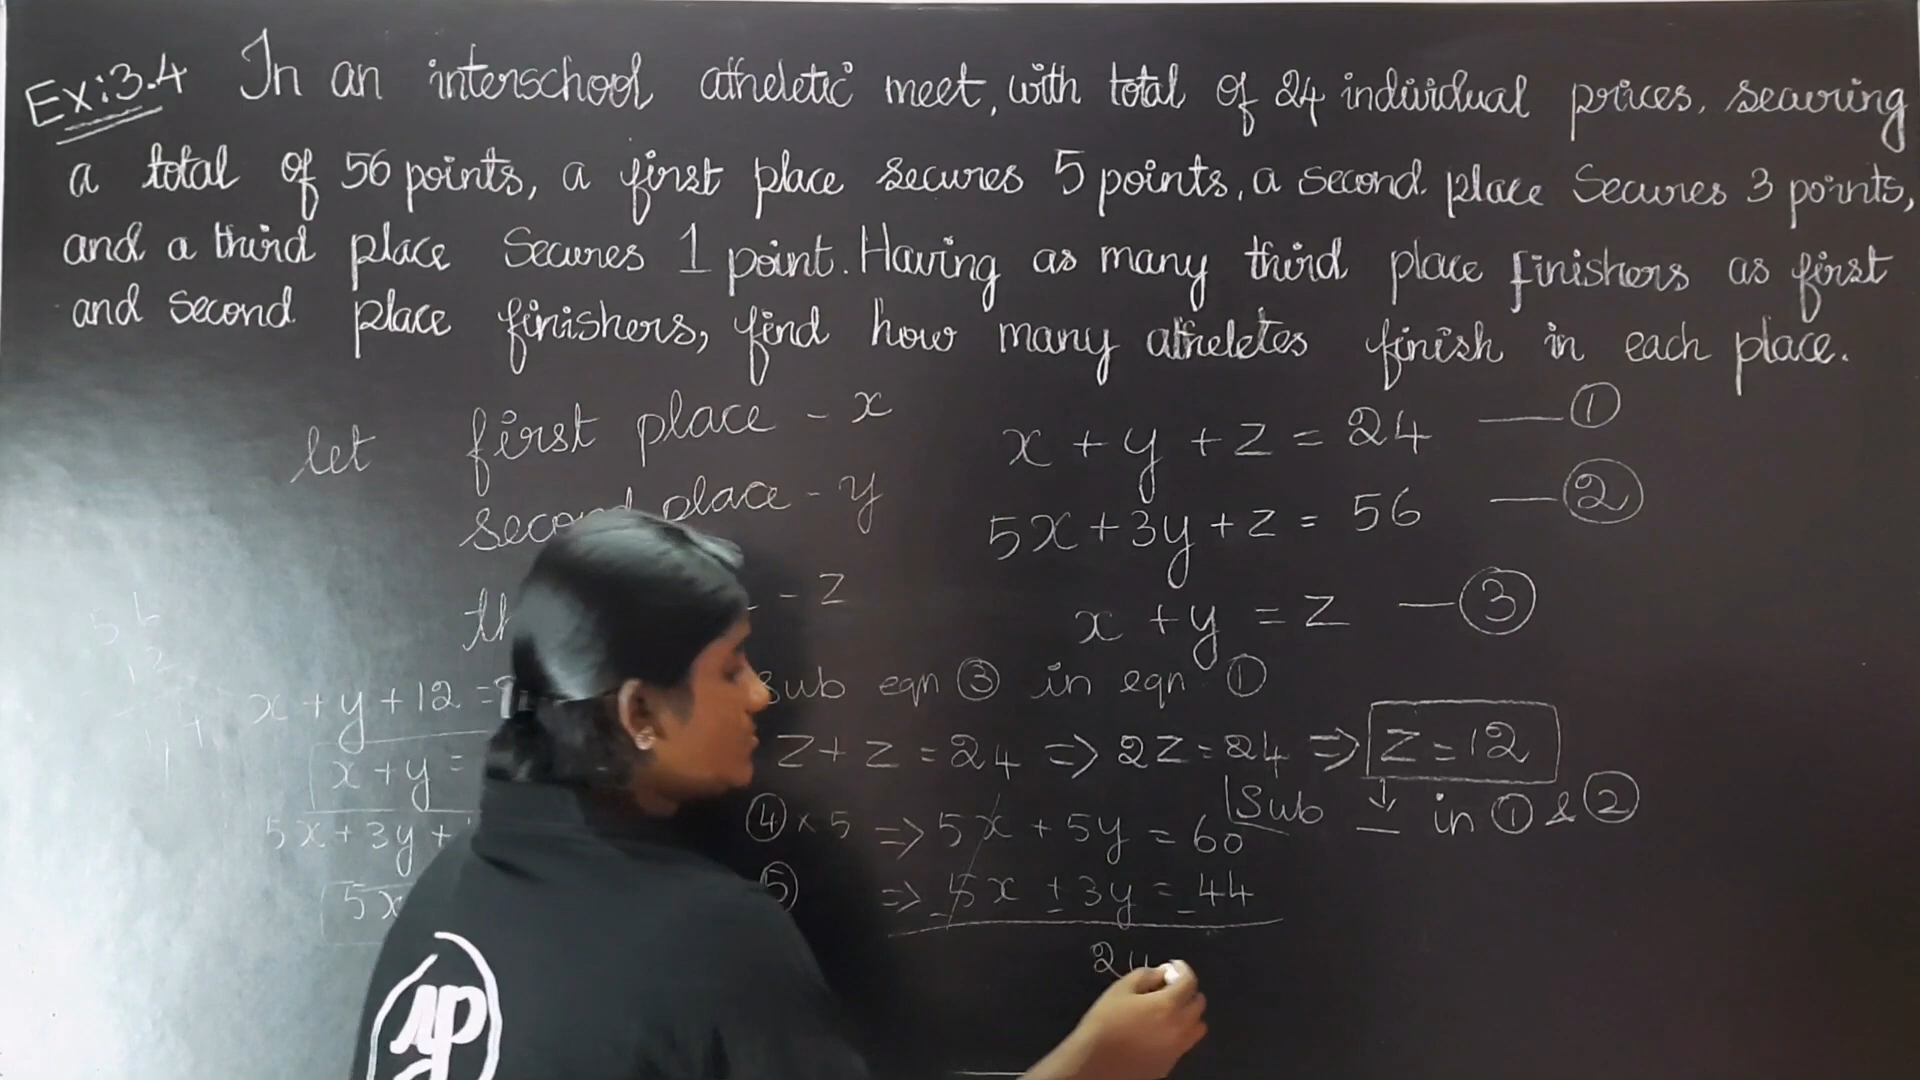 Ex:3.4 In an interschool atheletic meet, with total of 24 individual prices, securing
a total of 56 points, a first place secures 5 points, a second place secures 3 points,
and a third place secures 1 point. Having as many third place finishers as first
and second place finishers, find how many atheletes finish in each place.
let first place - x
second place - y
- z
x + y + z = 24 — ①
5x + 3y + z = 56 — ②
x + y = z — ③
sub eqn ③ in eqn ①
z + z = 24 => 2z = 24 => z = 12
Sub ↓ in ① & ②
x + y + 12 =
x + y =
5x + 3y +
5x
④ × 5 => 5x + 5y = 60
⑤ => 5x + 3y = 44
2y